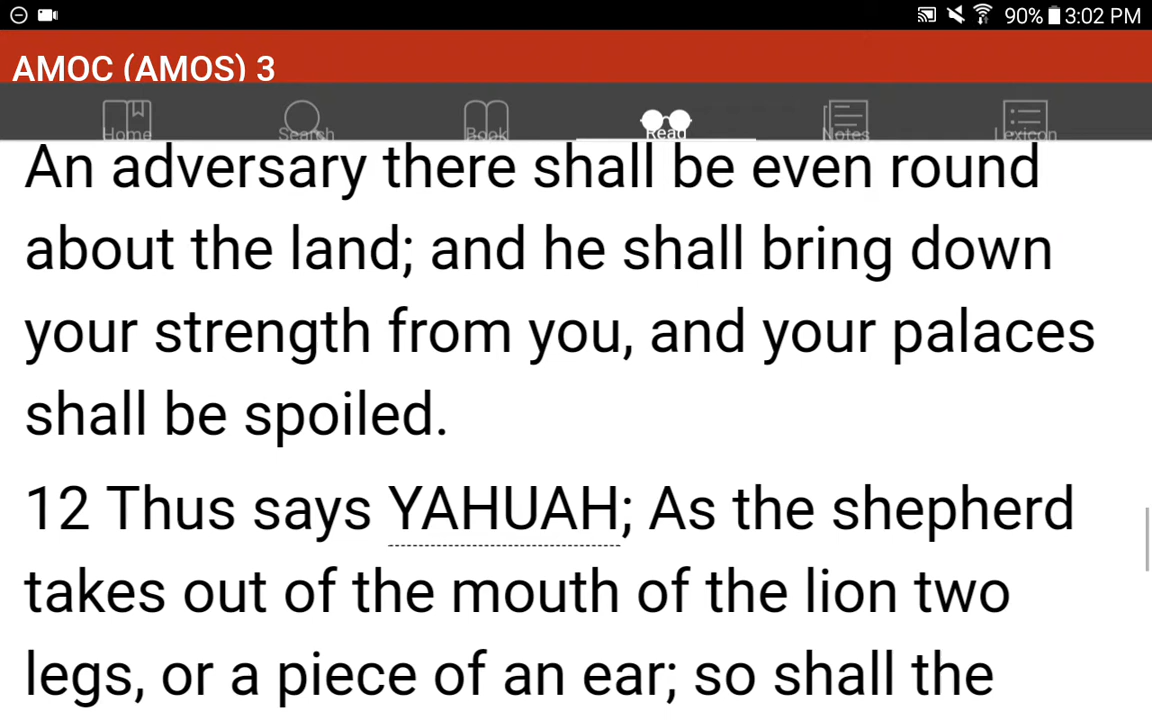 90% 3:02 PM
AMOC (AMOS) 3
Home Search Book Read Notes Lexicon
An adversary there shall be even round
about the land; and he shall bring down
your strength from you, and your palaces
shall be spoiled.
12 Thus says YAHUAH; As the shepherd
takes out of the mouth of the lion two
legs, or a piece of an ear; so shall the